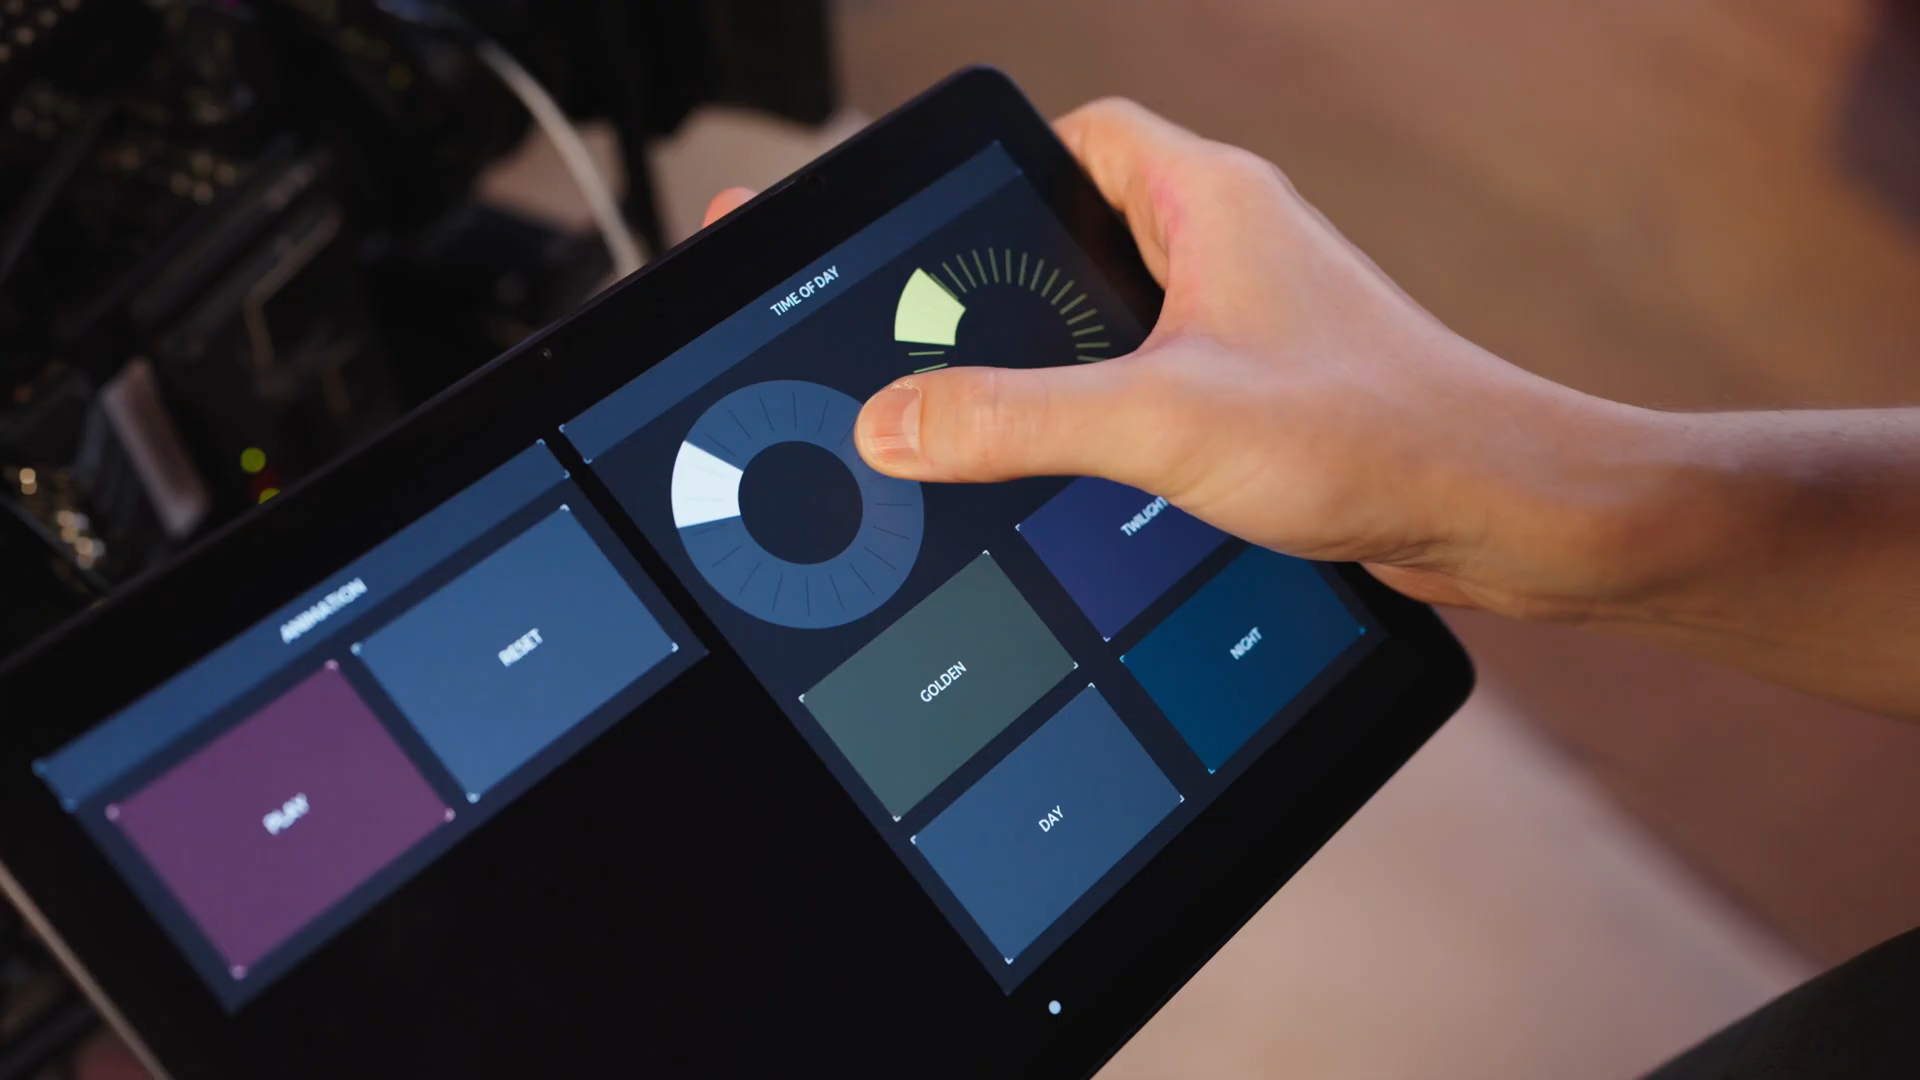 TIME OF DAY
TWILIGHT
ANIMATION
RESET
GOLDEN
NIGHT
PLAY
DAY